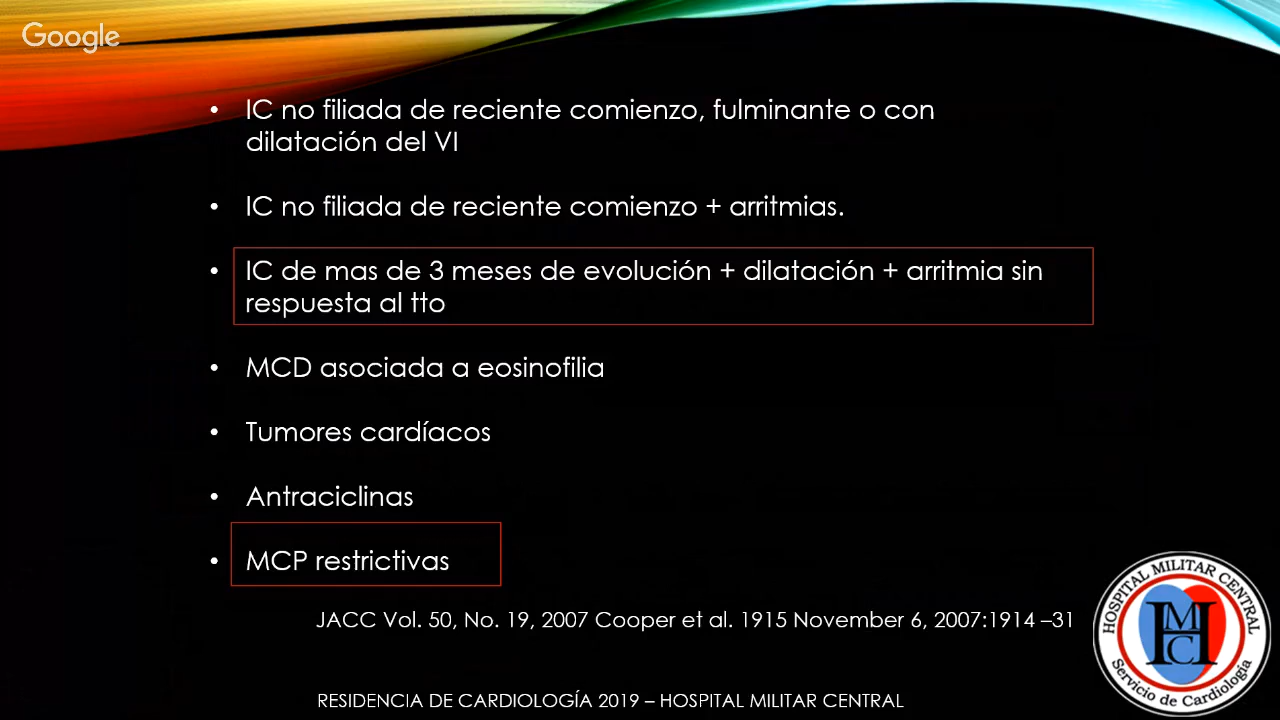 Google
• IC no filiada de reciente comienzo, fulminante o con
dilatación del VI
• IC no filiada de reciente comienzo + arritmias.
• IC de mas de 3 meses de evolución + dilatación + arritmia sin
respuesta al tto
• MCD asociada a eosinofilia
• Tumores cardíacos
• Antraciclinas
• MCP restrictivas
JACC Vol. 50, No. 19, 2007 Cooper et al. 1915 November 6, 2007:1914 –31
HOSPITAL MILITAR CENTRAL
HMC
Servicio de Cardiología
RESIDENCIA DE CARDIOLOGÍA 2019 – HOSPITAL MILITAR CENTRAL